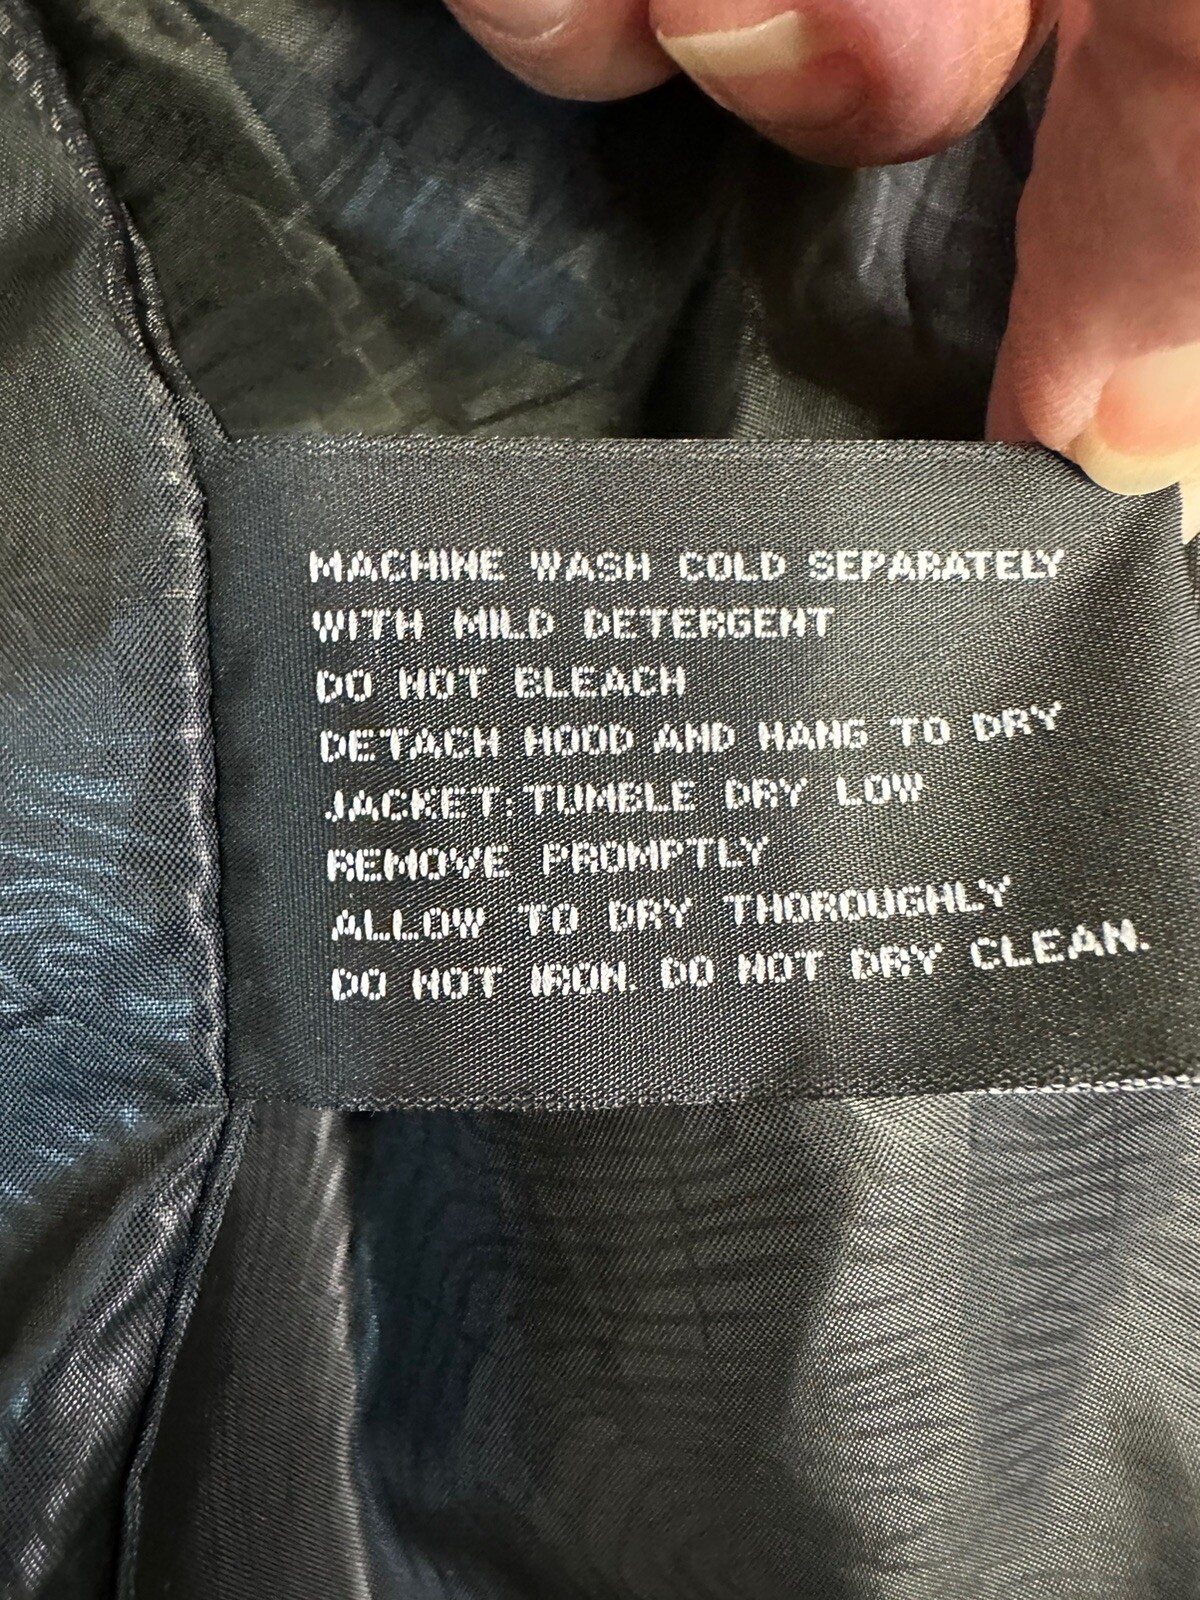 MACHINE WASH COLD SEPARATELY
WITH MILD DETERGENT
DO NOT BLEACH
DETACH HOOD AND HANG TO DRY
JACKET:TUMBLE DRY LOW
REMOVE PROMPTLY
ALLOW TO DRY THOROUGHLY
DO NOT IRON. DO NOT DRY CLEAN.